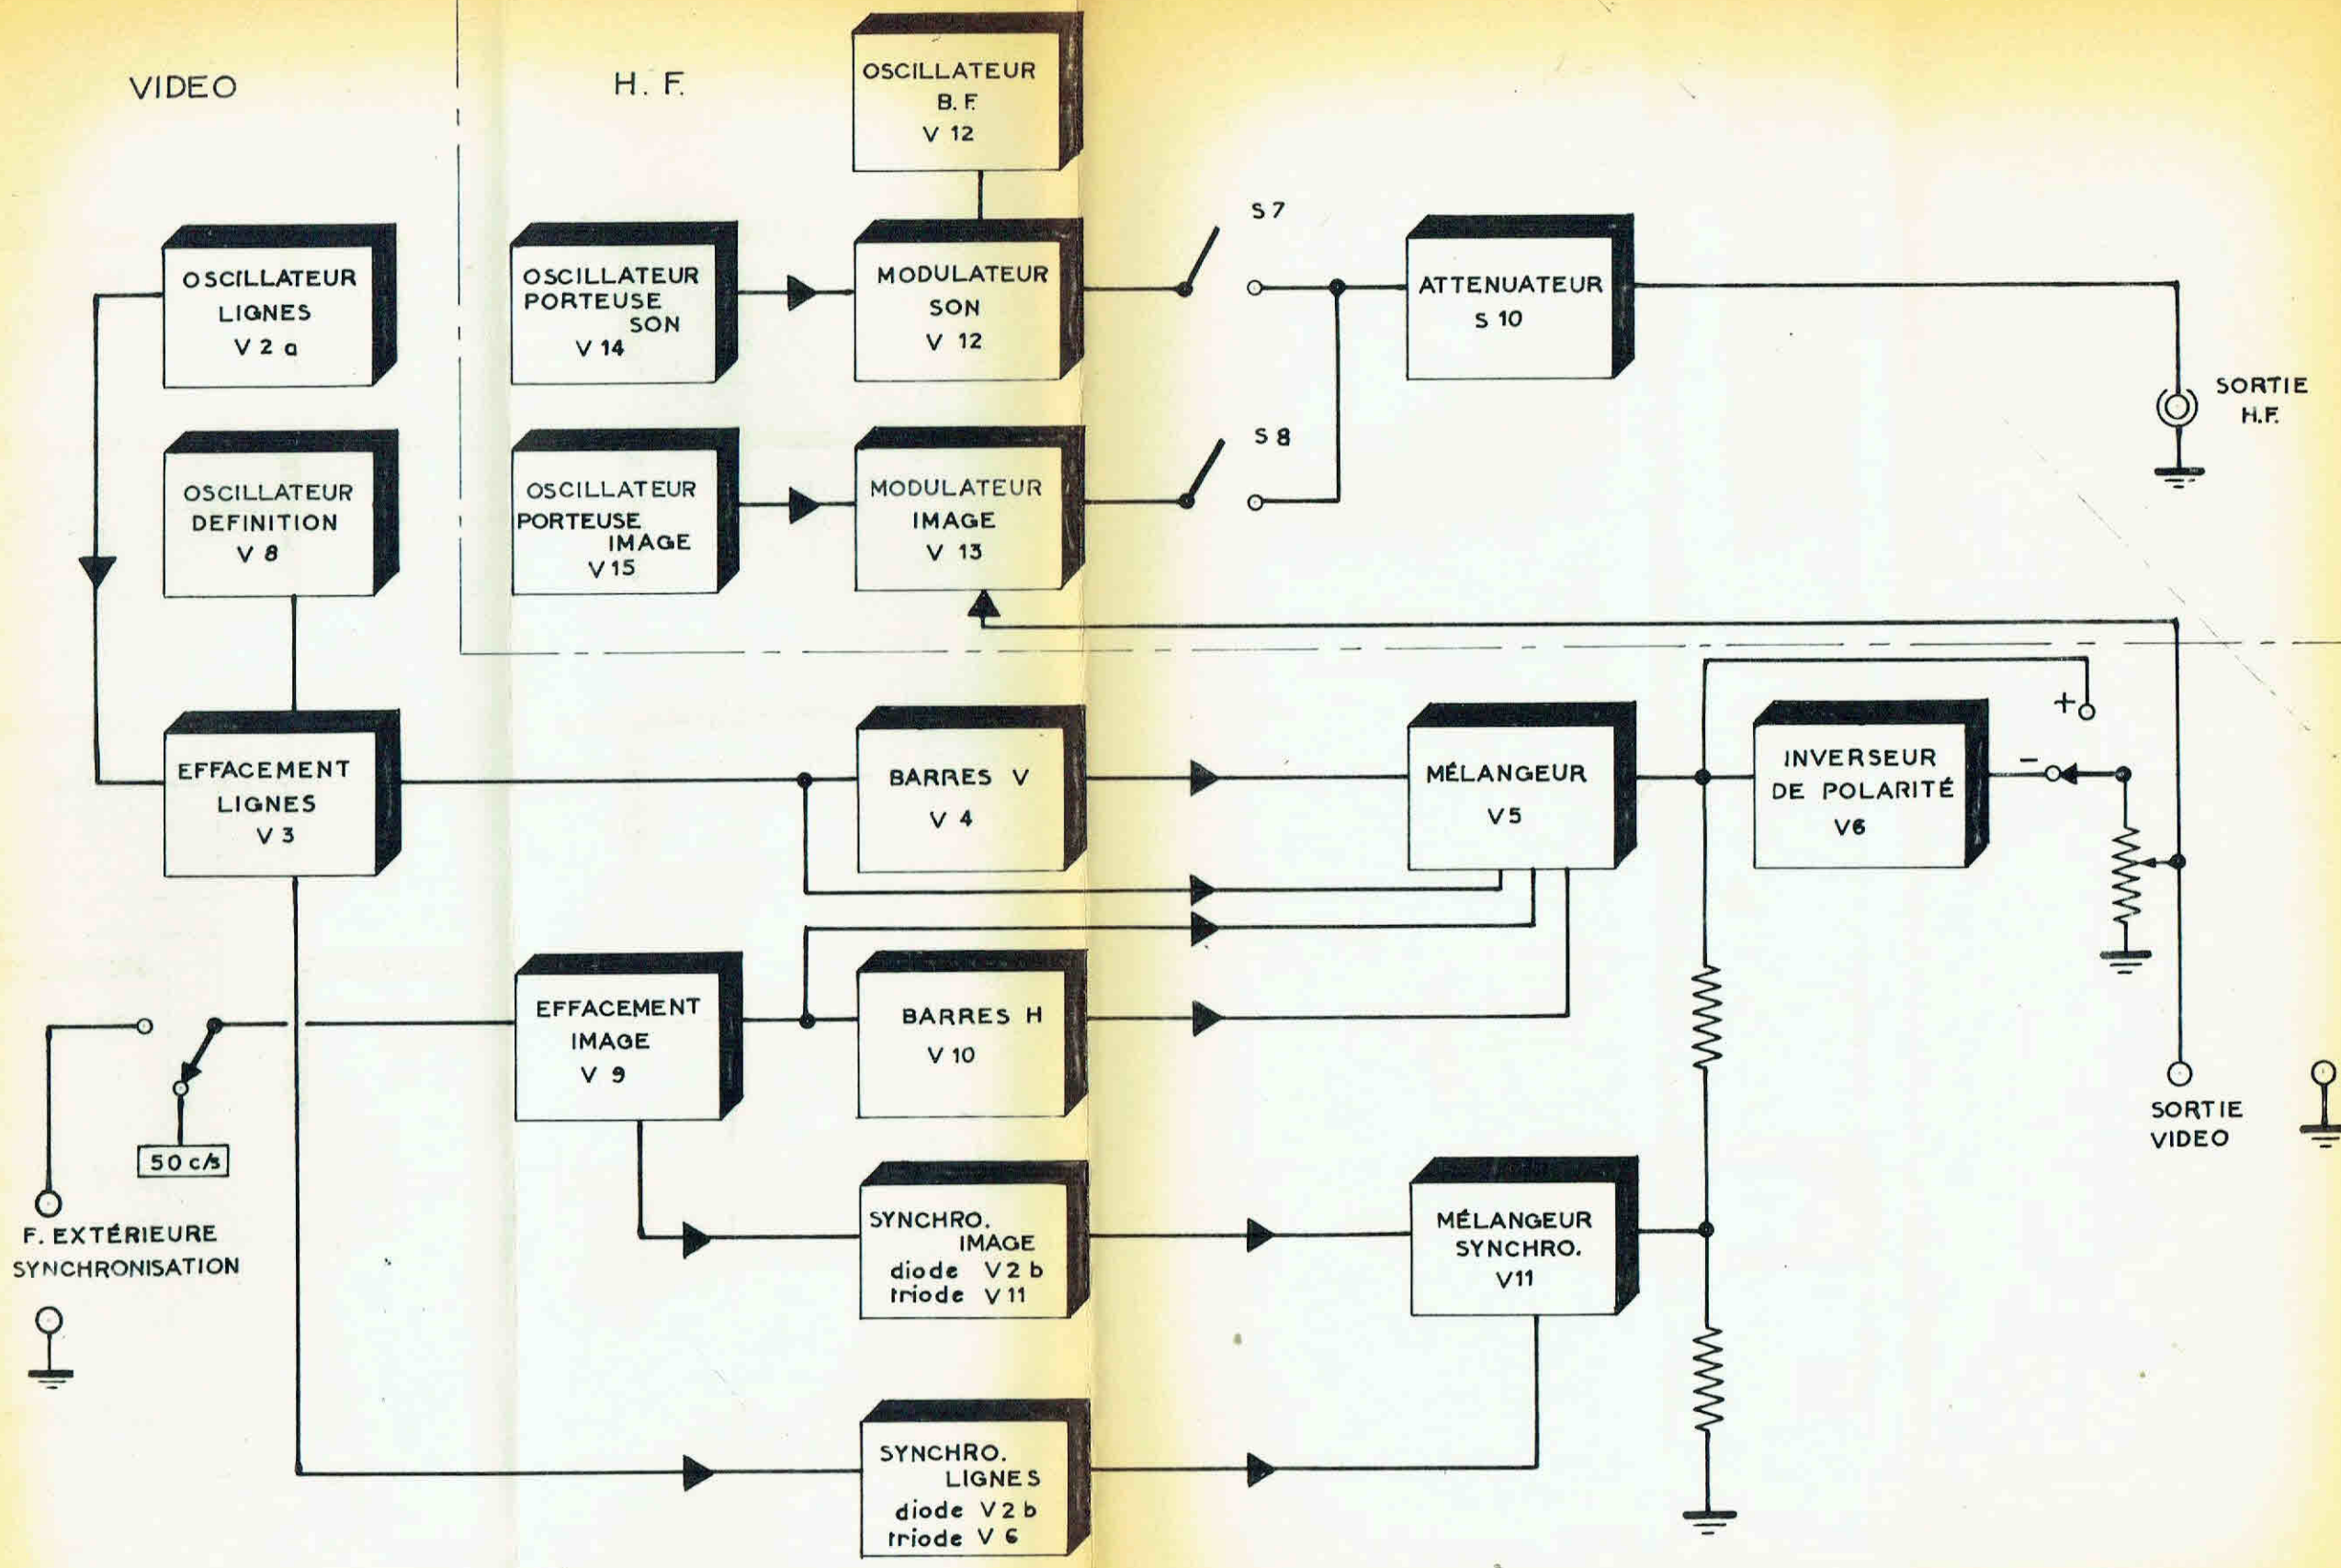 VIDEO
H. F.
OSCILLATEUR
B. F.
V 12
OSCILLATEUR
LIGNES
V 2 a
OSCILLATEUR
PORTEUSE
SON
V 14
MODULATEUR
SON
V 12
S 7
ATTENUATEUR
S 10
SORTIE
H.F.
OSCILLATEUR
DEFINITION
V 8
OSCILLATEUR
PORTEUSE
IMAGE
V 15
MODULATEUR
IMAGE
V 13
S 8
EFFACEMENT
LIGNES
V 3
BARRES V
V 4
MÉLANGEUR
V 5
INVERSEUR
DE POLARITÉ
V6
+
-
EFFACEMENT
IMAGE
V 9
BARRES H
V 10
50 c/s
F. EXTÉRIEURE
SYNCHRONISATION
SORTIE
VIDEO
SYNCHRO.
IMAGE
diode V 2 b
triode V 11
MÉLANGEUR
SYNCHRO.
V11
SYNCHRO.
LIGNES
diode V 2 b
triode V 6